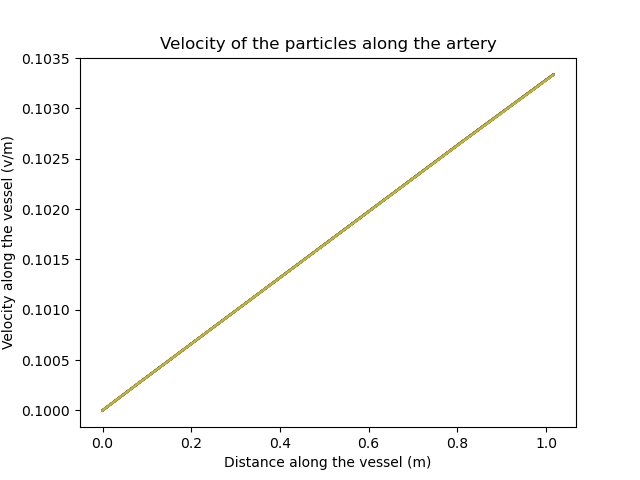 Velocity of the particles along the artery
Velocity along the vessel (v/m)
0.1035
0.1030
0.1025
0.1020
0.1015
0.1010
0.1005
0.1000
0.0 0.2 0.4 0.6 0.8 1.0
Distance along the vessel (m)